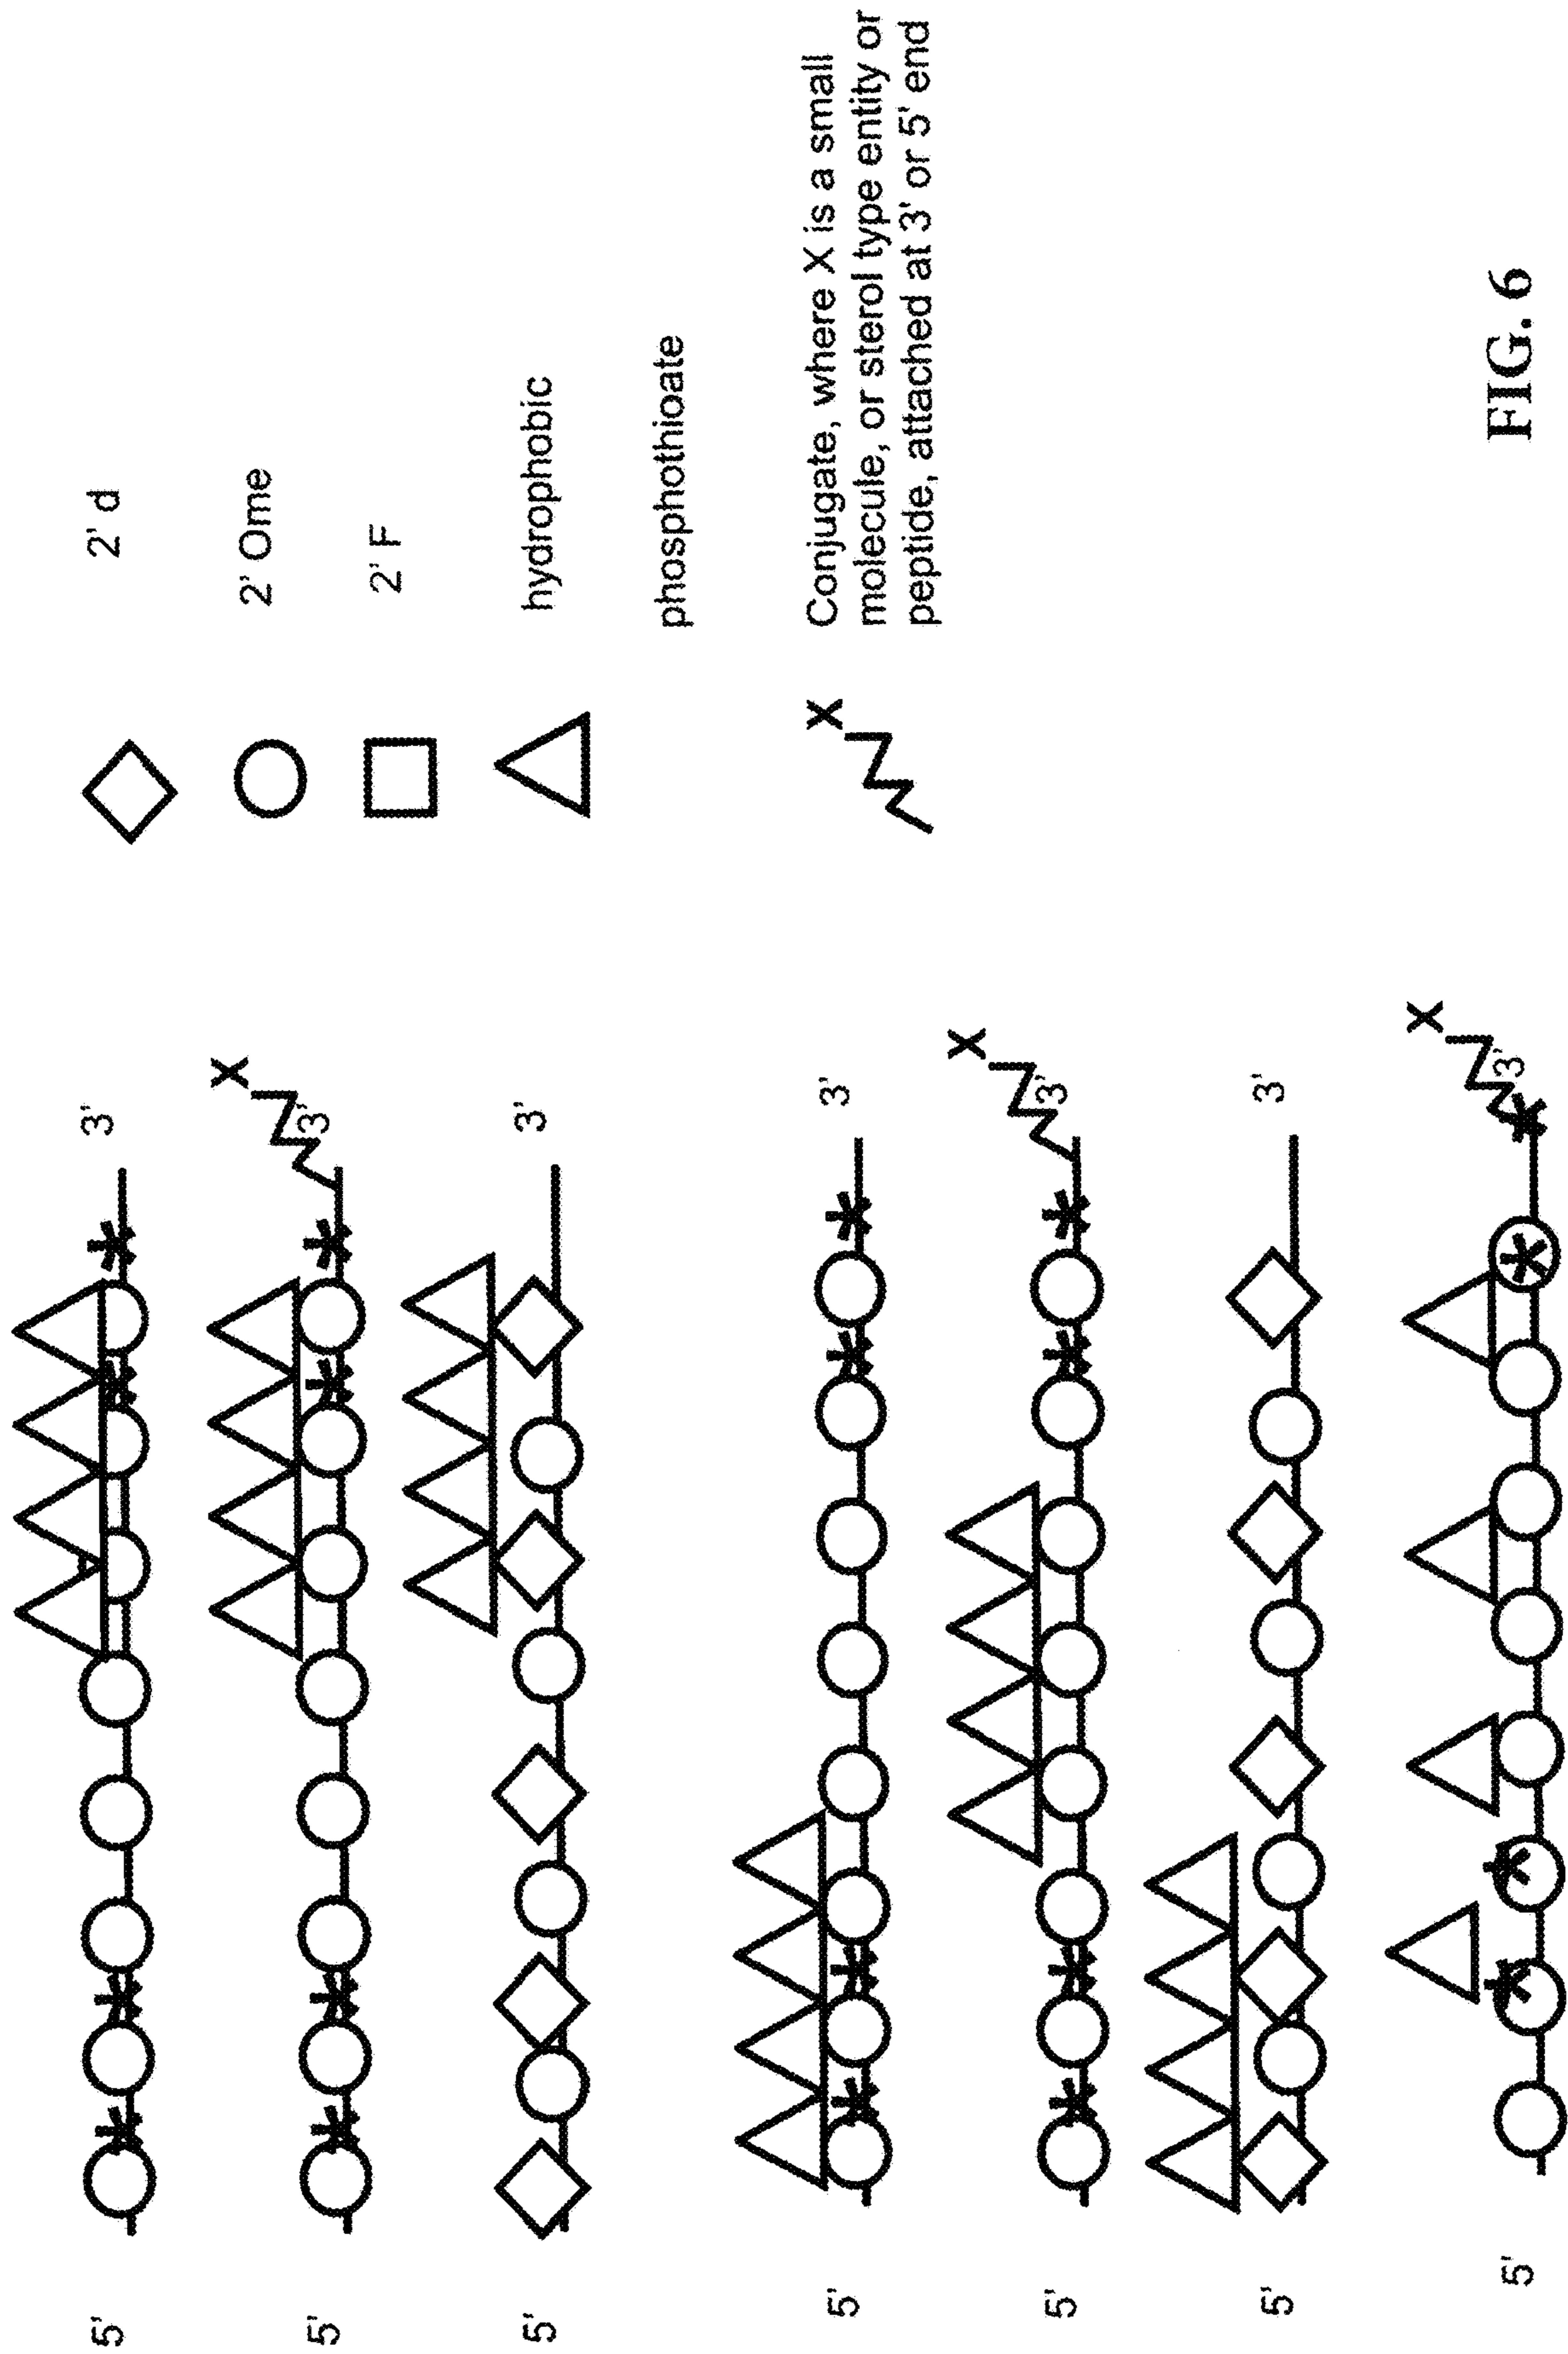 5' 3'
5' 3' X
5' 3'
5' 3'
5' 3' X
5' 3'
5' 3' X
2' d
2' Ome
2' F
hydrophobic
phosphothioate
X Conjugate, where X is a small
molecule, or sterol type entity or
peptide, attached at 3' or 5' end
FIG. 6